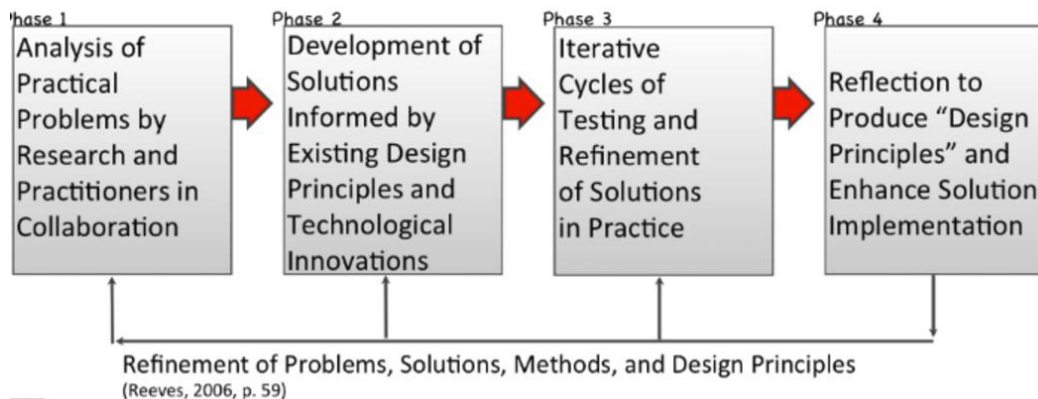 hase 1
Analysis of
Practical
Problems by
Research and
Practitioners in
Collaboration
Phase 2
Development of
Solutions
Informed by
Existing Design
Principles and
Technological
Innovations
Phase 3
Iterative
Cycles of
Testing and
Refinement
of Solutions
in Practice
Phase 4
Reflection to
Produce “Design
Principles” and
Enhance Solution
Implementation
Refinement of Problems, Solutions, Methods, and Design Principles
(Reeves, 2006, p. 59)